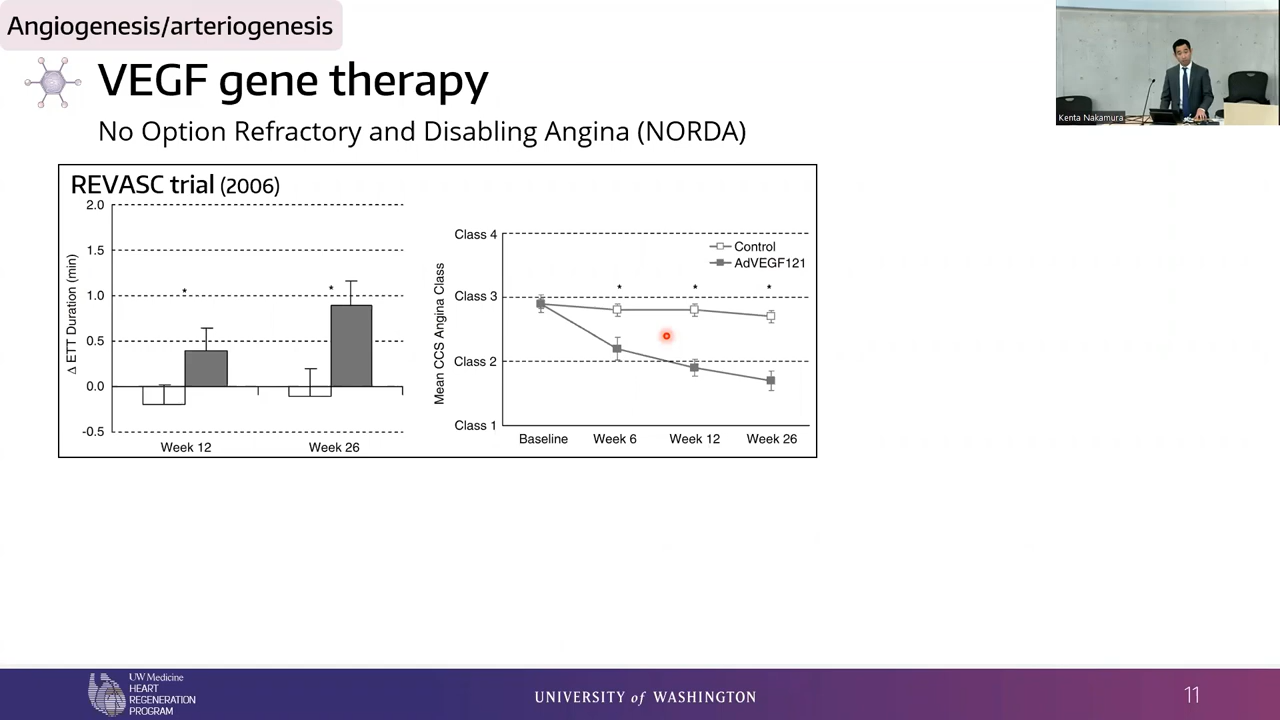 Angiogenesis/arteriogenesis
VEGF gene therapy
No Option Refractory and Disabling Angina (NORDA)
Kenta Nakamura
REVASC trial (2006)
Δ ETT Duration (min)
2.0
1.5
1.0
0.5
0.0
-0.5
* *
Week 12 Week 26
Mean CCS Angina Class
Class 4
Class 3
Class 2
Class 1
Control
AdVEGF121
* * *
Baseline Week 6 Week 12 Week 26
UW Medicine
HEART
REGENERATION
PROGRAM
UNIVERSITY of WASHINGTON
11